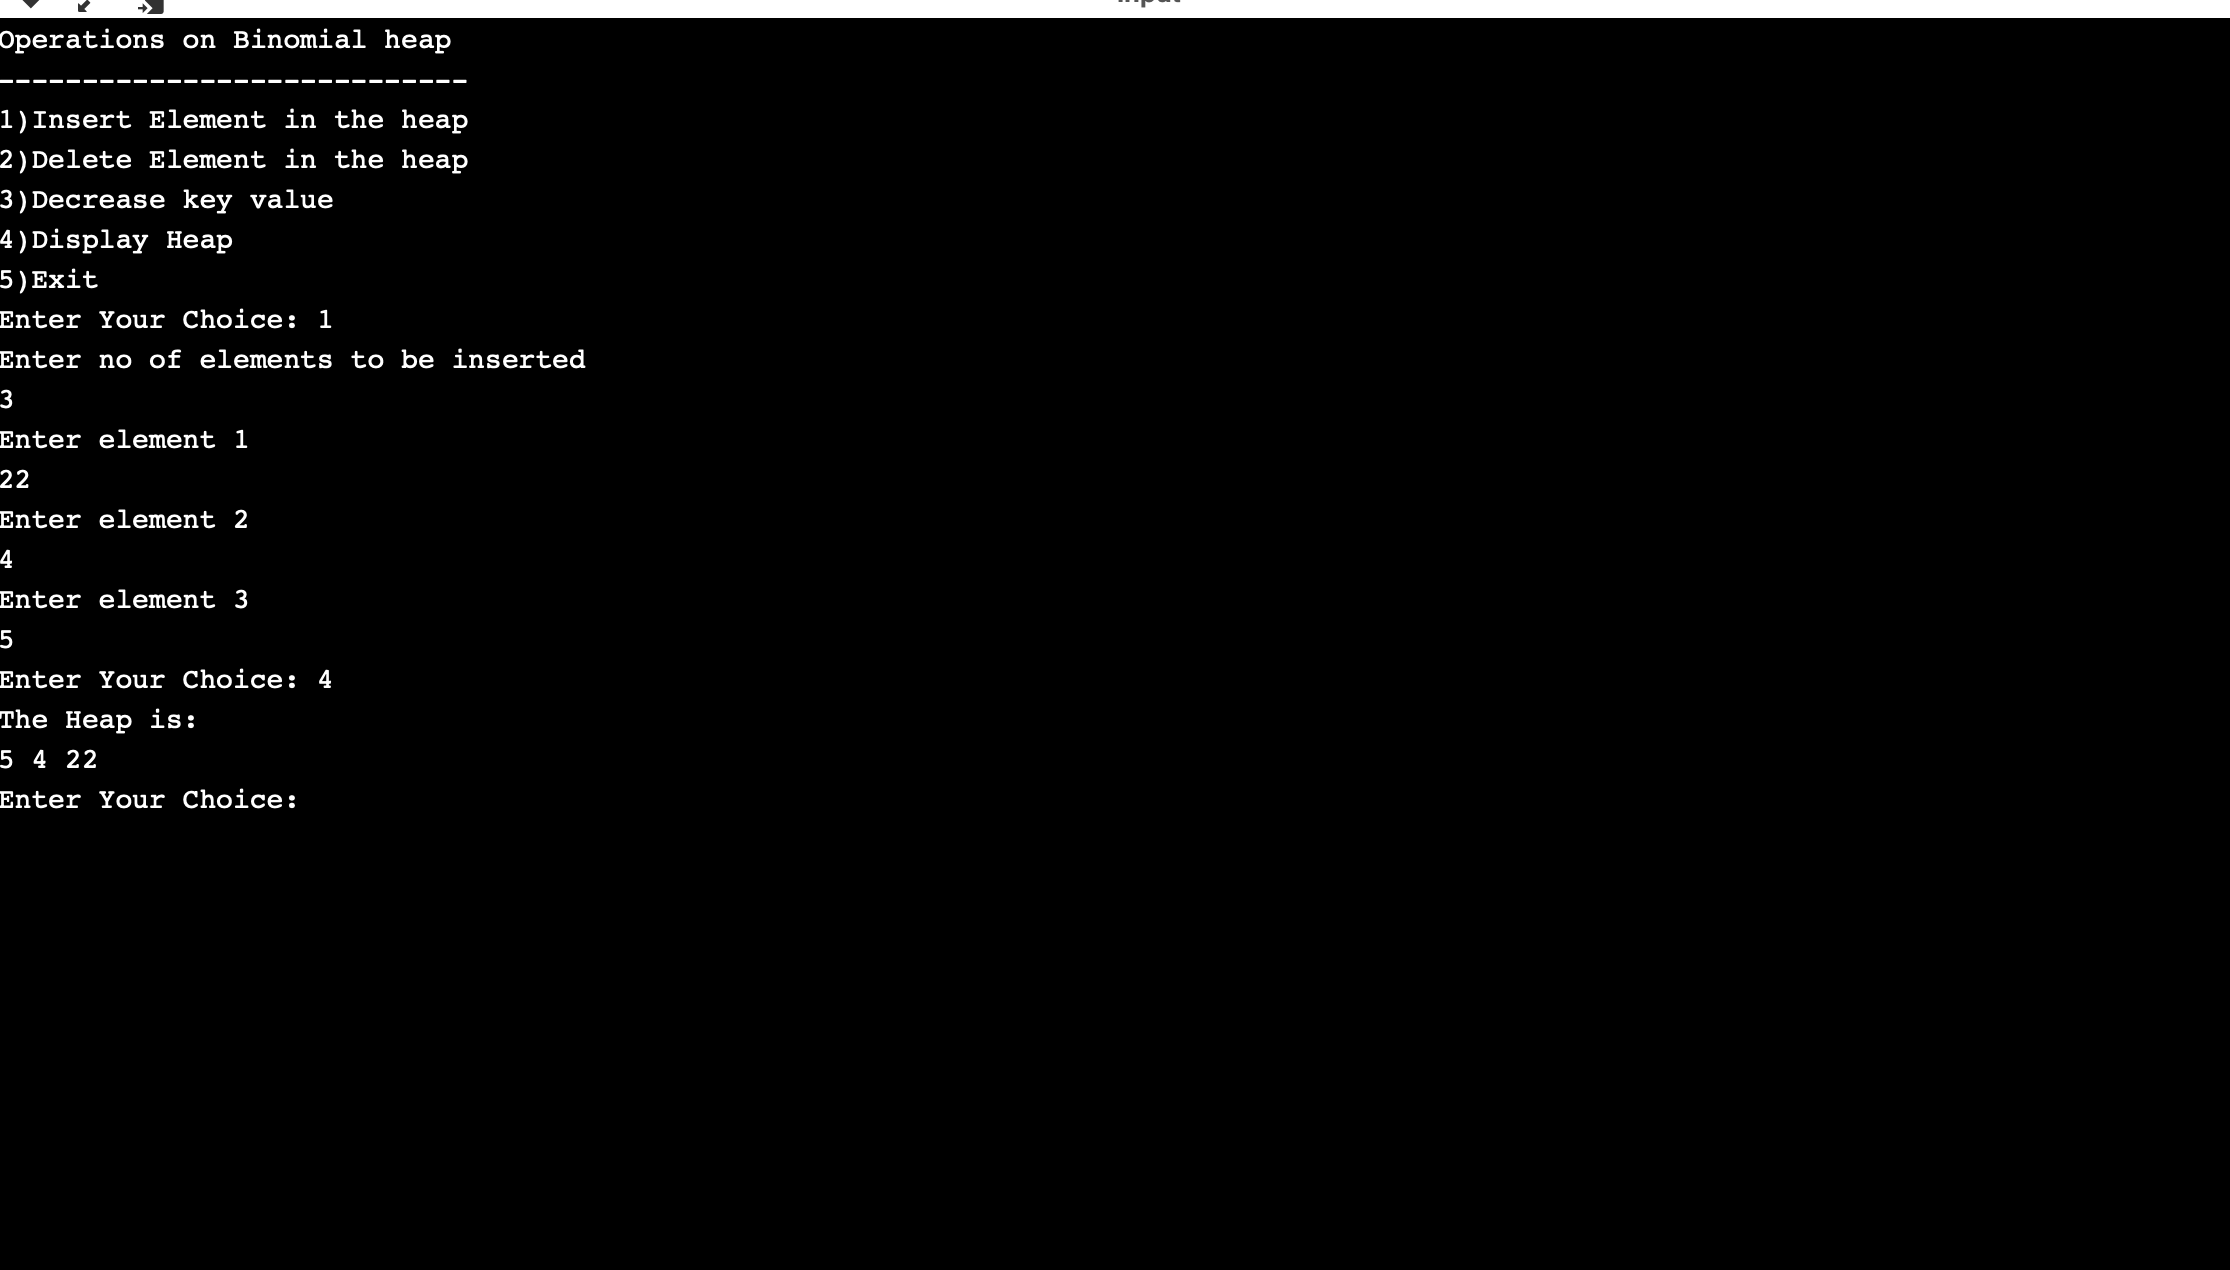 input
Operations on Binomial heap
----------------------------
1)Insert Element in the heap
2)Delete Element in the heap
3)Decrease key value
4)Display Heap
5)Exit
Enter Your Choice: 1
Enter no of elements to be inserted
3
Enter element 1
22
Enter element 2
4
Enter element 3
5
Enter Your Choice: 4
The Heap is:
5 4 22
Enter Your Choice: